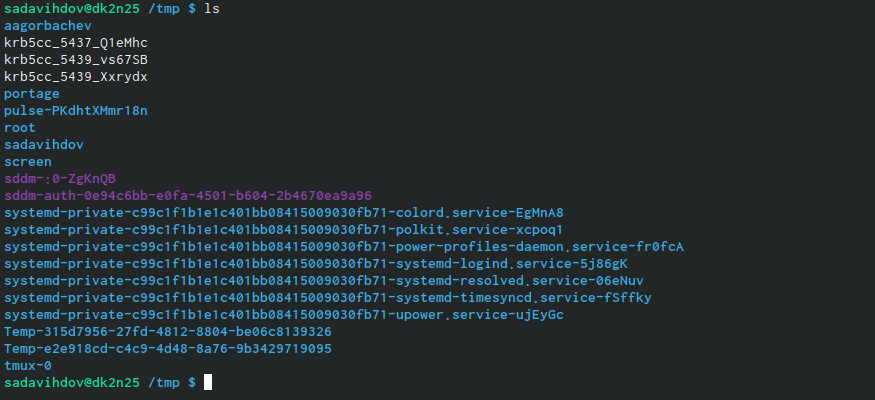 sadavihdov@dk2n25 /tmp $ ls
aagorbachev
krb5cc_5437_Q1eMhc
krb5cc_5439_vs67SB
krb5cc_5439_Xxrydx
portage
pulse-PKdhtXMmr18n
root
sadavihdov
screen
sddm-:0-ZgKnQB
sddm-auth-0e94c6bb-e0fa-4501-b604-2b4670ea9a96
systemd-private-c99c1f1b1e1c401bb08415009030fb71-colord.service-EgMnA8
systemd-private-c99c1f1b1e1c401bb08415009030fb71-polkit.service-xcpoq1
systemd-private-c99c1f1b1e1c401bb08415009030fb71-power-profiles-daemon.service-fr0fcA
systemd-private-c99c1f1b1e1c401bb08415009030fb71-systemd-logind.service-5j86gK
systemd-private-c99c1f1b1e1c401bb08415009030fb71-systemd-resolved.service-06eNuv
systemd-private-c99c1f1b1e1c401bb08415009030fb71-systemd-timesyncd.service-fSffky
systemd-private-c99c1f1b1e1c401bb08415009030fb71-upower.service-ujEyGc
Temp-315d7956-27fd-4812-8804-be06c8139326
Temp-e2e918cd-c4c9-4d48-8a76-9b3429719095
tmux-0
sadavihdov@dk2n25 /tmp $